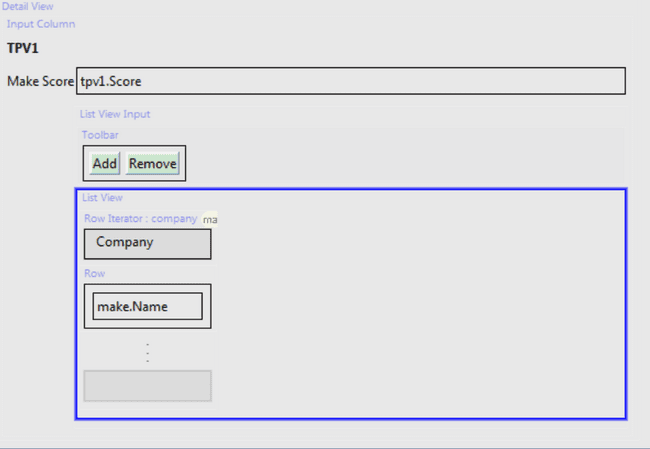 Detail View
Input Column
TPV1
Make Score tpv1.Score
List View Input
Toolbar
Add Remove
List View
Row Iterator : company ma
Company
Row
make.Name